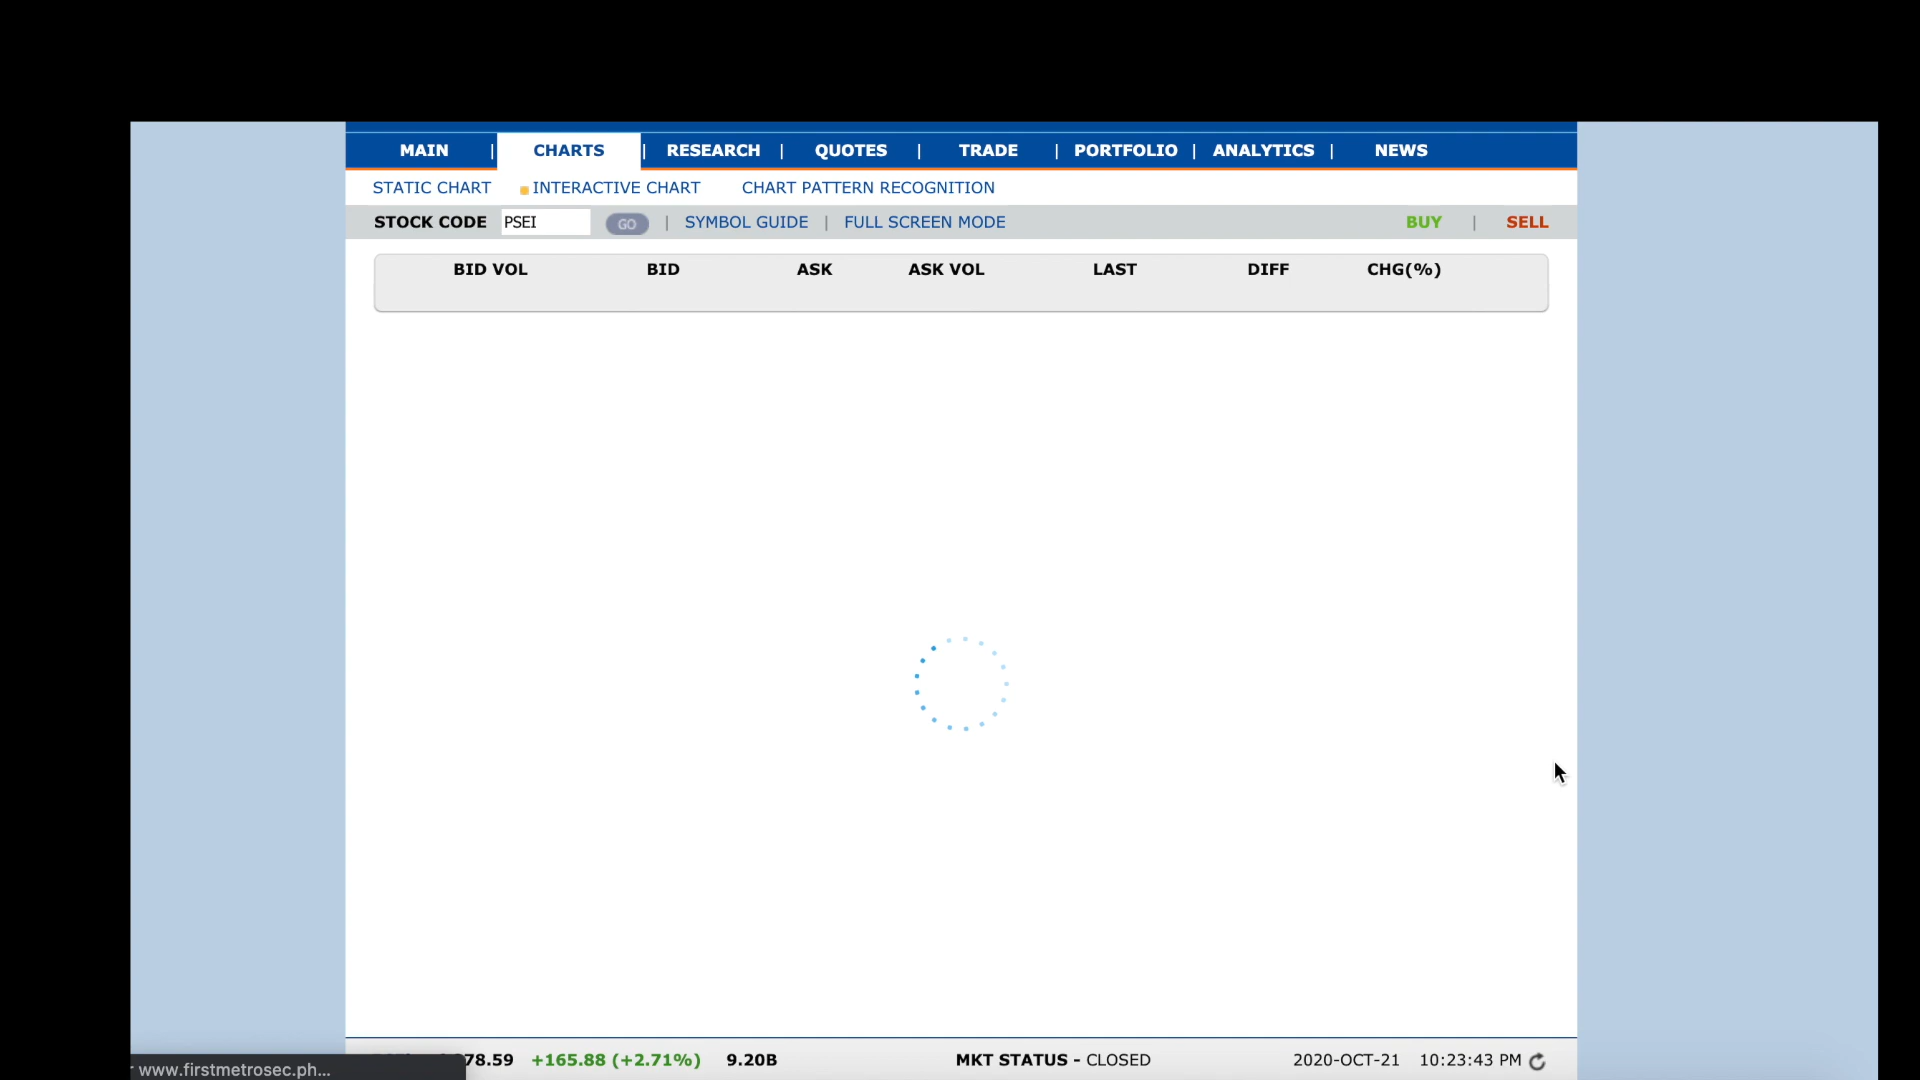 MAIN | CHARTS | RESEARCH | QUOTES | TRADE | PORTFOLIO | ANALYTICS | NEWS
STATIC CHART INTERACTIVE CHART CHART PATTERN RECOGNITION
STOCK CODE PSEI GO | SYMBOL GUIDE | FULL SCREEN MODE BUY | SELL
BID VOL BID ASK ASK VOL LAST DIFF CHG(%)
78.59 +165.88 (+2.71%) 9.20B MKT STATUS - CLOSED 2020-OCT-21 10:23:43 PM
www.firstmetrosec.ph...